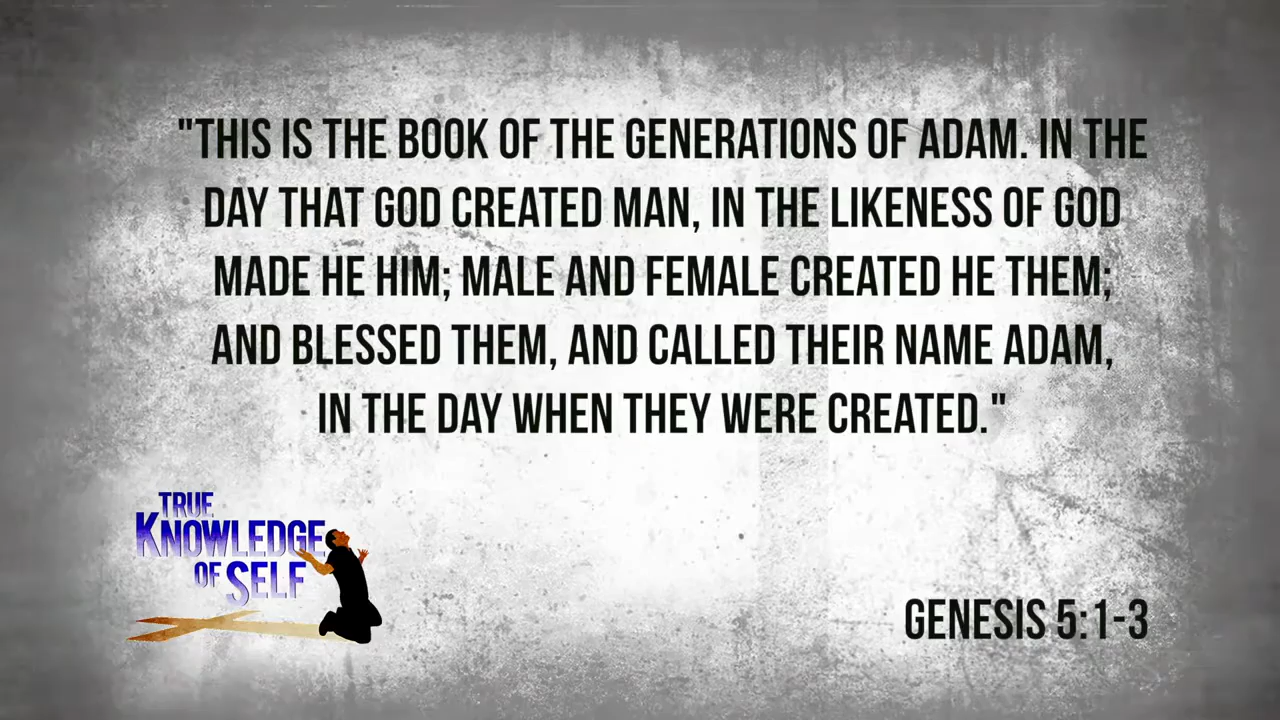 "THIS IS THE BOOK OF THE GENERATIONS OF ADAM. IN THE
DAY THAT GOD CREATED MAN, IN THE LIKENESS OF GOD
MADE HE HIM; MALE AND FEMALE CREATED HE THEM;
AND BLESSED THEM, AND CALLED THEIR NAME ADAM,
IN THE DAY WHEN THEY WERE CREATED."
TRUE
KNOWLEDGE
OF SELF
GENESIS 5:1-3